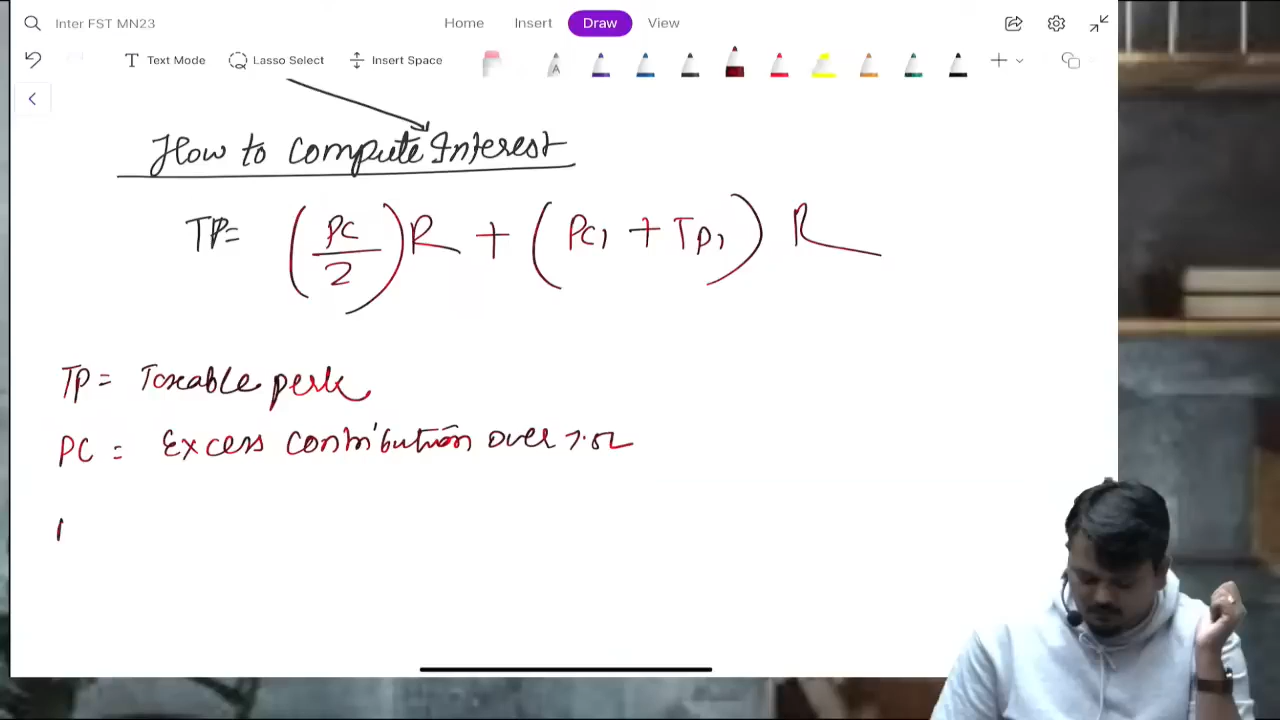 Inter FST MN23
Home Insert Draw View
Text Mode Lasso Select Insert Space
A
How to Compute Interest
TP= (PC/2)R + (PC1 + TP1) R
TP = Taxable perk
PC = Excess contribution over 7.5L